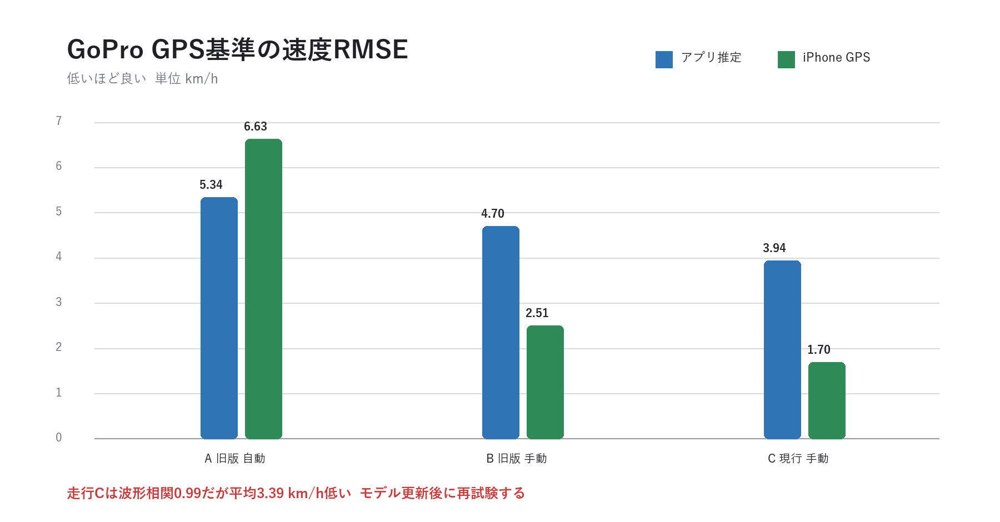 GoPro GPS基準の速度RMSE
低いほど良い 単位 km/h
アプリ推定
iPhone GPS
7
6
5
4
3
2
1
0
5.34
6.63
4.70
2.51
3.94
1.70
A 旧版 自動
B 旧版 手動
C 現行 手動
走行Cは波形相関0.99だが平均3.39 km/h低い モデル更新後に再試験する